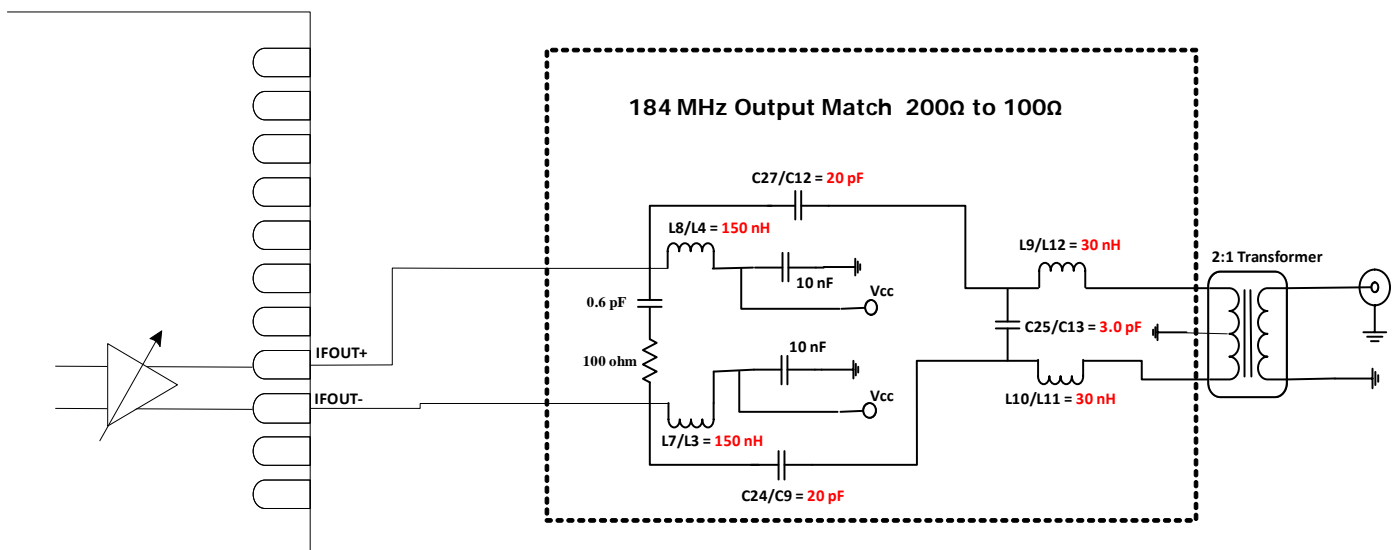 184 MHz Output Match 200Ω to 100Ω
C27/C12 = 20 pF
L8/L4 = 150 nH
L9/L12 = 30 nH
2:1 Transformer
10 nF
Vcc
0.6 pF
C25/C13 = 3.0 pF
10 nF
IFOUT+
100 ohm
Vcc
IFOUT-
L10/L11 = 30 nH
L7/L3 = 150 nH
C24/C9 = 20 pF